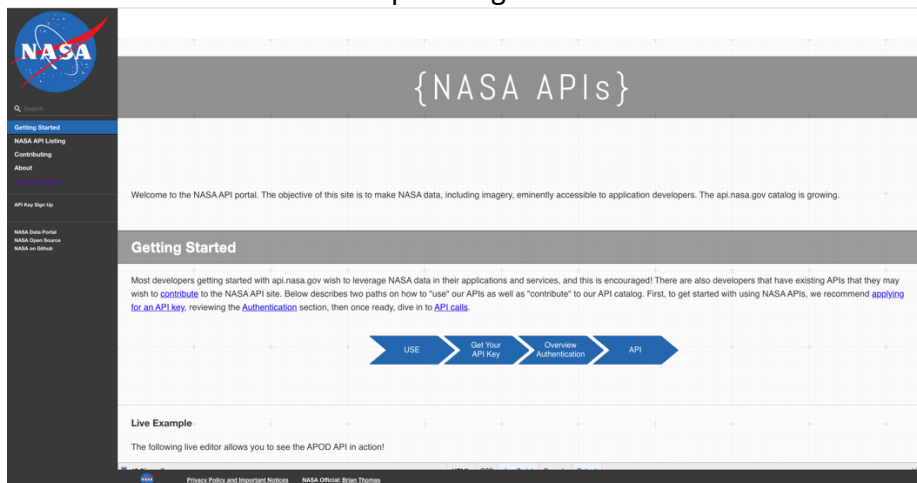 NASA
Search
Getting Started
NASA API Listing
Contributing
About
API Key Sign Up
NASA Data Portal
NASA Open Source
NASA on Github
{NASA APIs}
Welcome to the NASA API portal. The objective of this site is to make NASA data, including imagery, eminently accessible to application developers. The api.nasa.gov catalog is growing.
Getting Started
Most developers getting started with api.nasa.gov wish to leverage NASA data in their applications and services, and this is encouraged! There are also developers that have existing APIs that they may
wish to contribute to the NASA API site. Below describes two paths on how to "use" our APIs as well as "contribute" to our API catalog. First, to get started with using NASA APIs, we recommend applying
for an API key, reviewing the Authentication section, then once ready, dive in to API calls.
USE
Get Your
API Key
Overview
Authentication
API
Live Example
The following live editor allows you to see the APOD API in action!
NASA
Privacy Policy and Important Notices
NASA Official: Brian Thomas